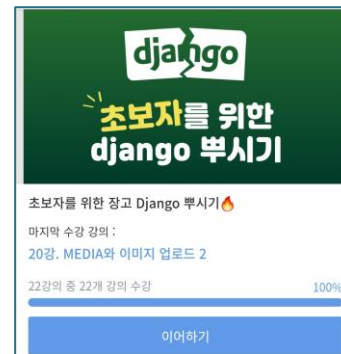 django
초보자를 위한
django 뿌시기
초보자를 위한 장고 Django 뿌시기🔥
마지막 수강 강의 :
20강. MEDIA와 이미지 업로드 2
22강의 중 22개 강의 수강 100%
이어하기